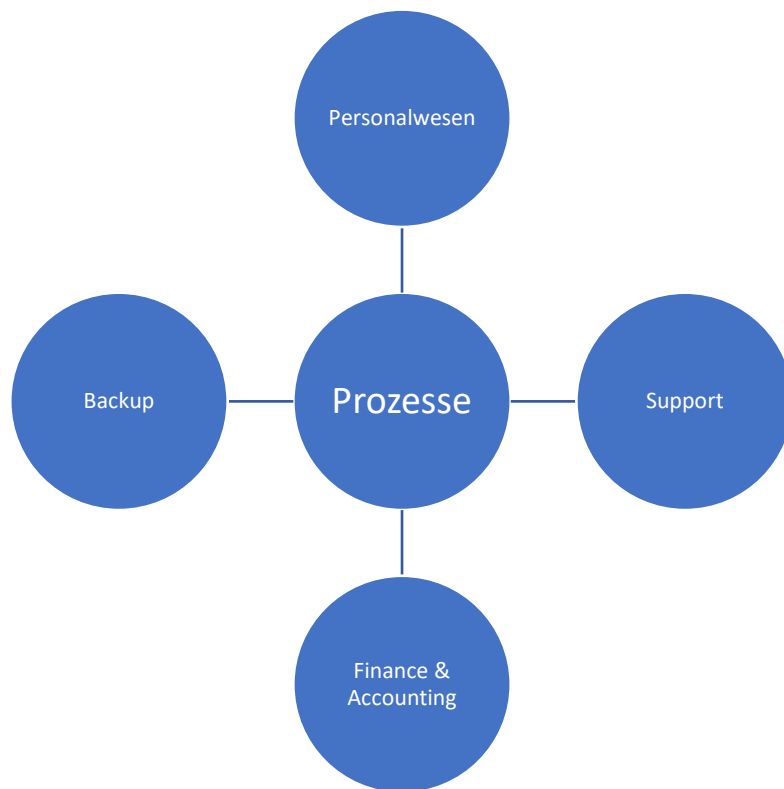 Personalwesen
Backup
Prozesse
Support
Finance &
Accounting